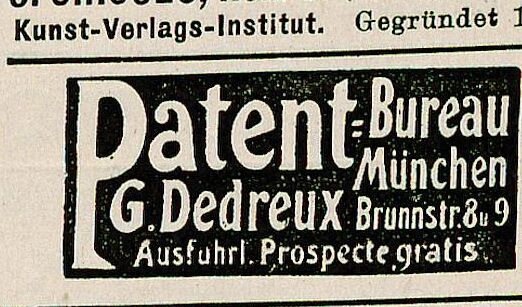 Kunst-Verlags-Institut. Gegründet
Patent-Bureau
München
G. Dedreux Brunnstr. 8 u 9
Ausführl. Prospecte gratis.